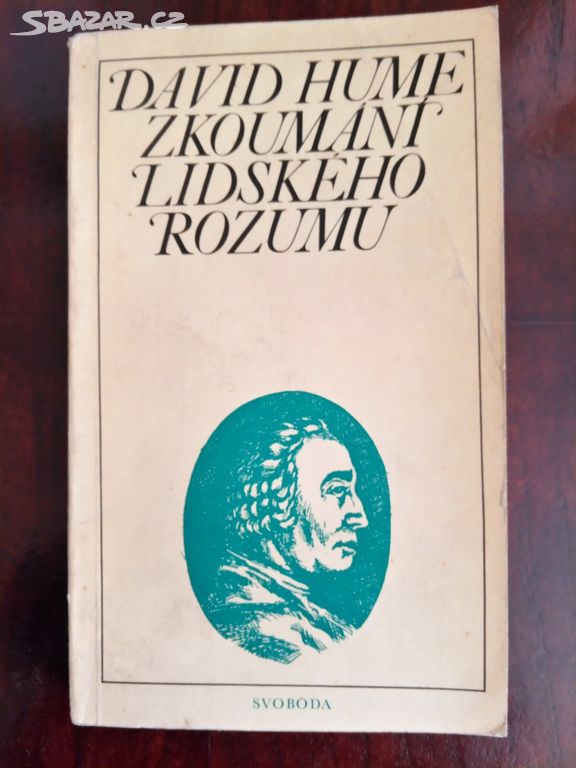 SBAZAR.CZ
DAVID HUME
ZKOUMÁNÍ
LIDSKÉHO
ROZUMU
SVOBODA